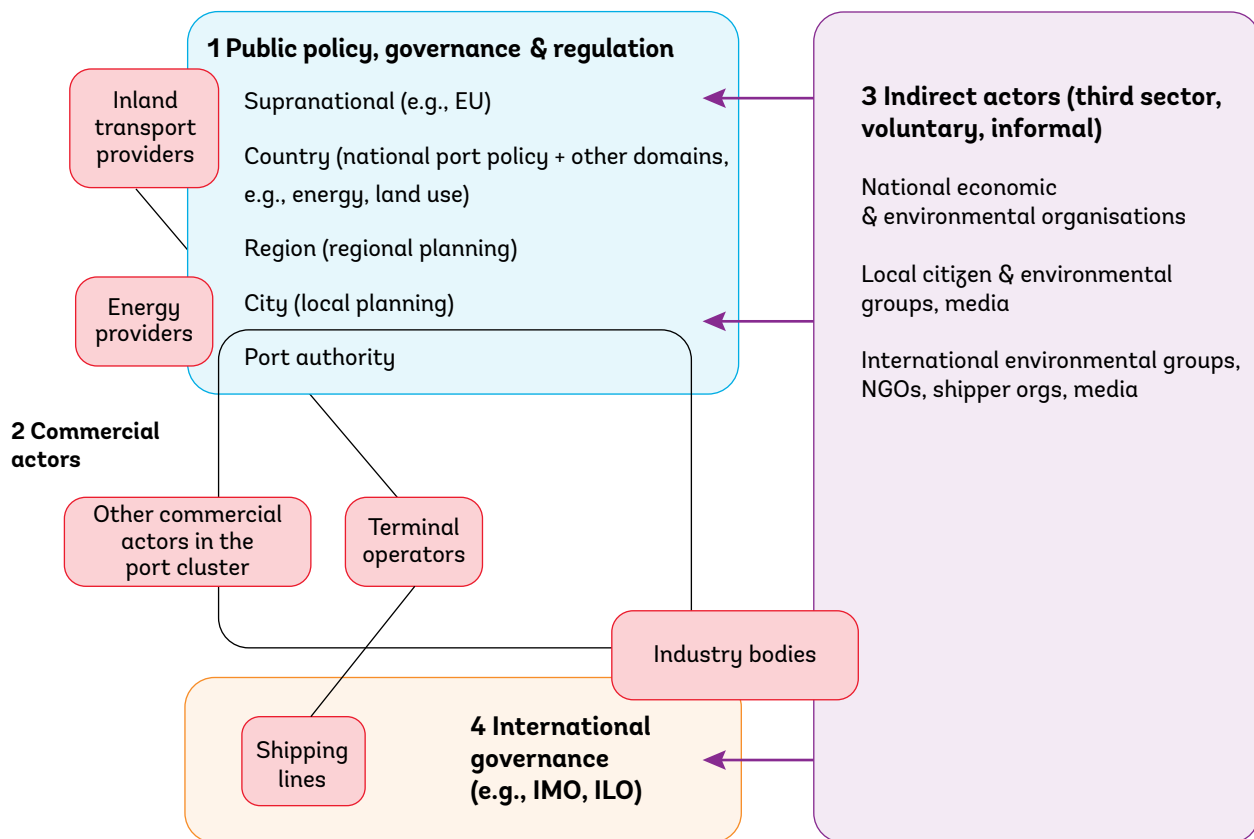 1 Public policy, governance & regulation
Supranational (e.g., EU)
Country (national port policy + other domains,
e.g., energy, land use)
Region (regional planning)
City (local planning)
Port authority
Inland
transport
providers
Energy
providers
2 Commercial
actors
Other commercial
actors in the
port cluster
Terminal
operators
Industry bodies
Shipping
lines
4 International
governance
(e.g., IMO, ILO)
3 Indirect actors (third sector,
voluntary, informal)
National economic
& environmental organisations
Local citizen & environmental
groups, media
International environmental groups,
NGOs, shipper orgs, media